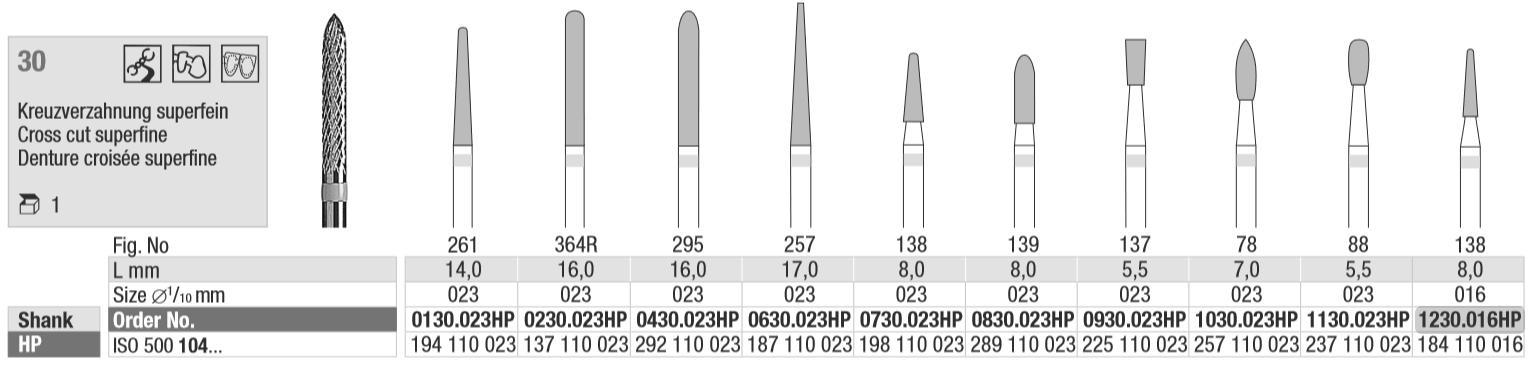 30
Kreuzverzahnung superfein
Cross cut superfine
Denture croisée superfine
1
Fig. No 261 364R 295 257 138 139 137 78 88 138
L mm 14,0 16,0 16,0 17,0 8,0 8,0 5,5 7,0 5,5 8,0
Size ∅1/10 mm 023 023 023 023 023 023 023 023 023 016
Shank Order No. 0130.023HP 0230.023HP 0430.023HP 0630.023HP 0730.023HP 0830.023HP 0930.023HP 1030.023HP 1130.023HP 1230.016HP
HP ISO 500 104... 194 110 023 137 110 023 292 110 023 187 110 023 198 110 023 289 110 023 225 110 023 257 110 023 237 110 023 184 110 016